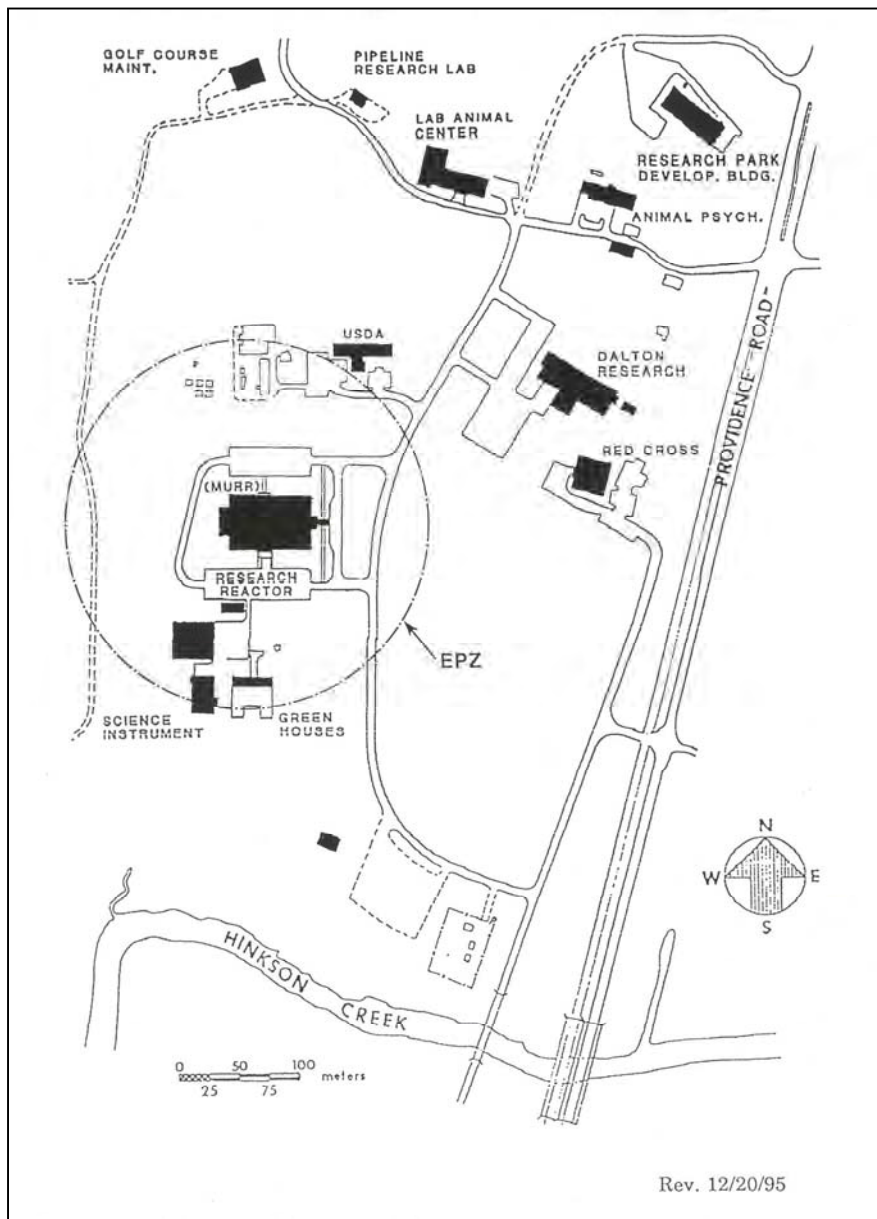 GOLF COURSE
MAINT.
PIPELINE
RESEARCH LAB
LAB ANIMAL
CENTER
RESEARCH PARK
DEVELOP. BLDG.
ANIMAL PSYCH.
USDA
DALTON
RESEARCH
PROVIDENCE ROAD
RED CROSS
(MURR)
RESEARCH
REACTOR
EPZ
SCIENCE
INSTRUMENT
GREEN
HOUSES
N
W E
S
HINKSON
CREEK
0 50 100
meters
25 75
Rev. 12/20/95